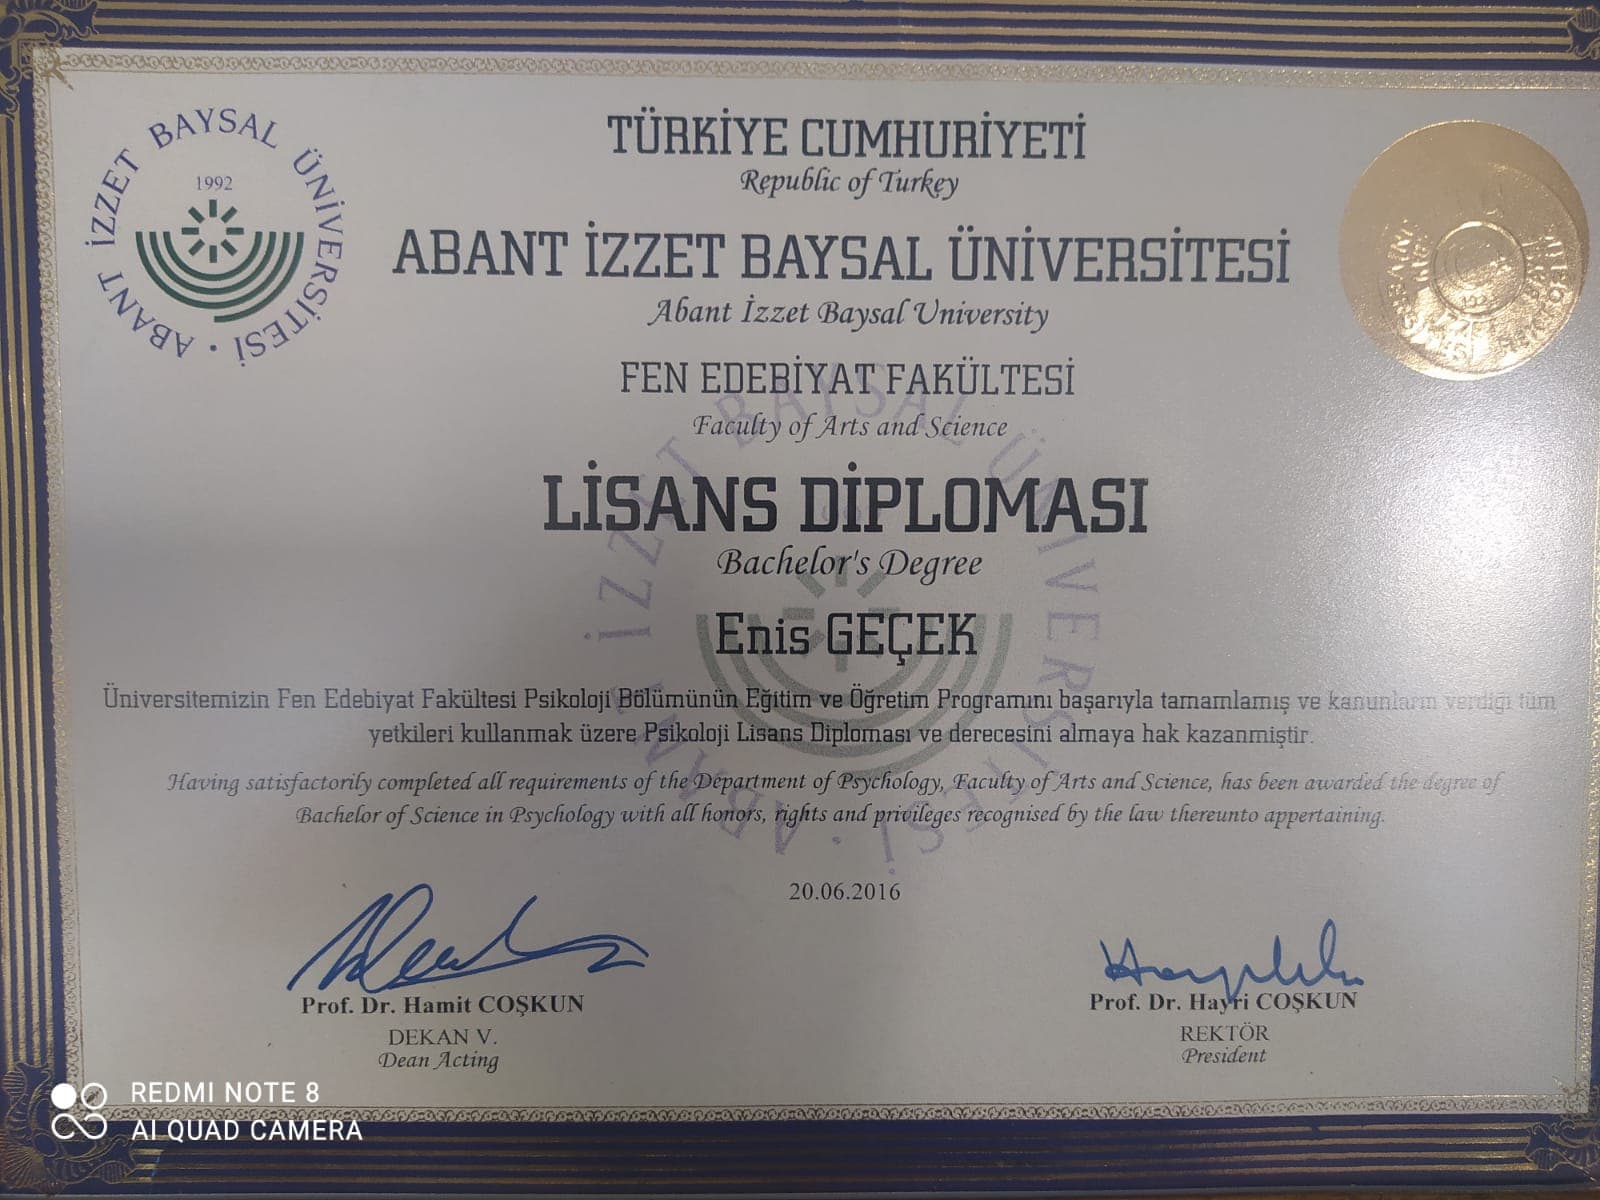 ABANT İZZET BAYSAL ÜNİVERSİTESİ
1992
TÜRKİYE CUMHURİYETİ
Republic of Turkey
ABANT İZZET BAYSAL ÜNİVERSİTESİ
Abant İzzet Baysal University
FEN EDEBİYAT FAKÜLTESİ
Faculty of Arts and Science
LİSANS DİPLOMASI
Bachelor's Degree
Enis GEÇEK
Üniversitemizin Fen Edebiyat Fakültesi Psikoloji Bölümünün Eğitim ve Öğretim Programını başarıyla tamamlamış ve kanunların verdiği tüm
yetkileri kullanmak üzere Psikoloji Lisans Diploması ve derecesini almaya hak kazanmıştır.
Having satisfactorily completed all requirements of the Department of Psychology, Faculty of Arts and Science, has been awarded the degree of
Bachelor of Science in Psychology with all honors, rights and privileges recognised by the law thereunto appertaining.
20.06.2016
Prof. Dr. Hamit COŞKUN
DEKAN V.
Dean Acting
Prof. Dr. Hayri COŞKUN
REKTÖR
President
REDMI NOTE 8
AI QUAD CAMERA